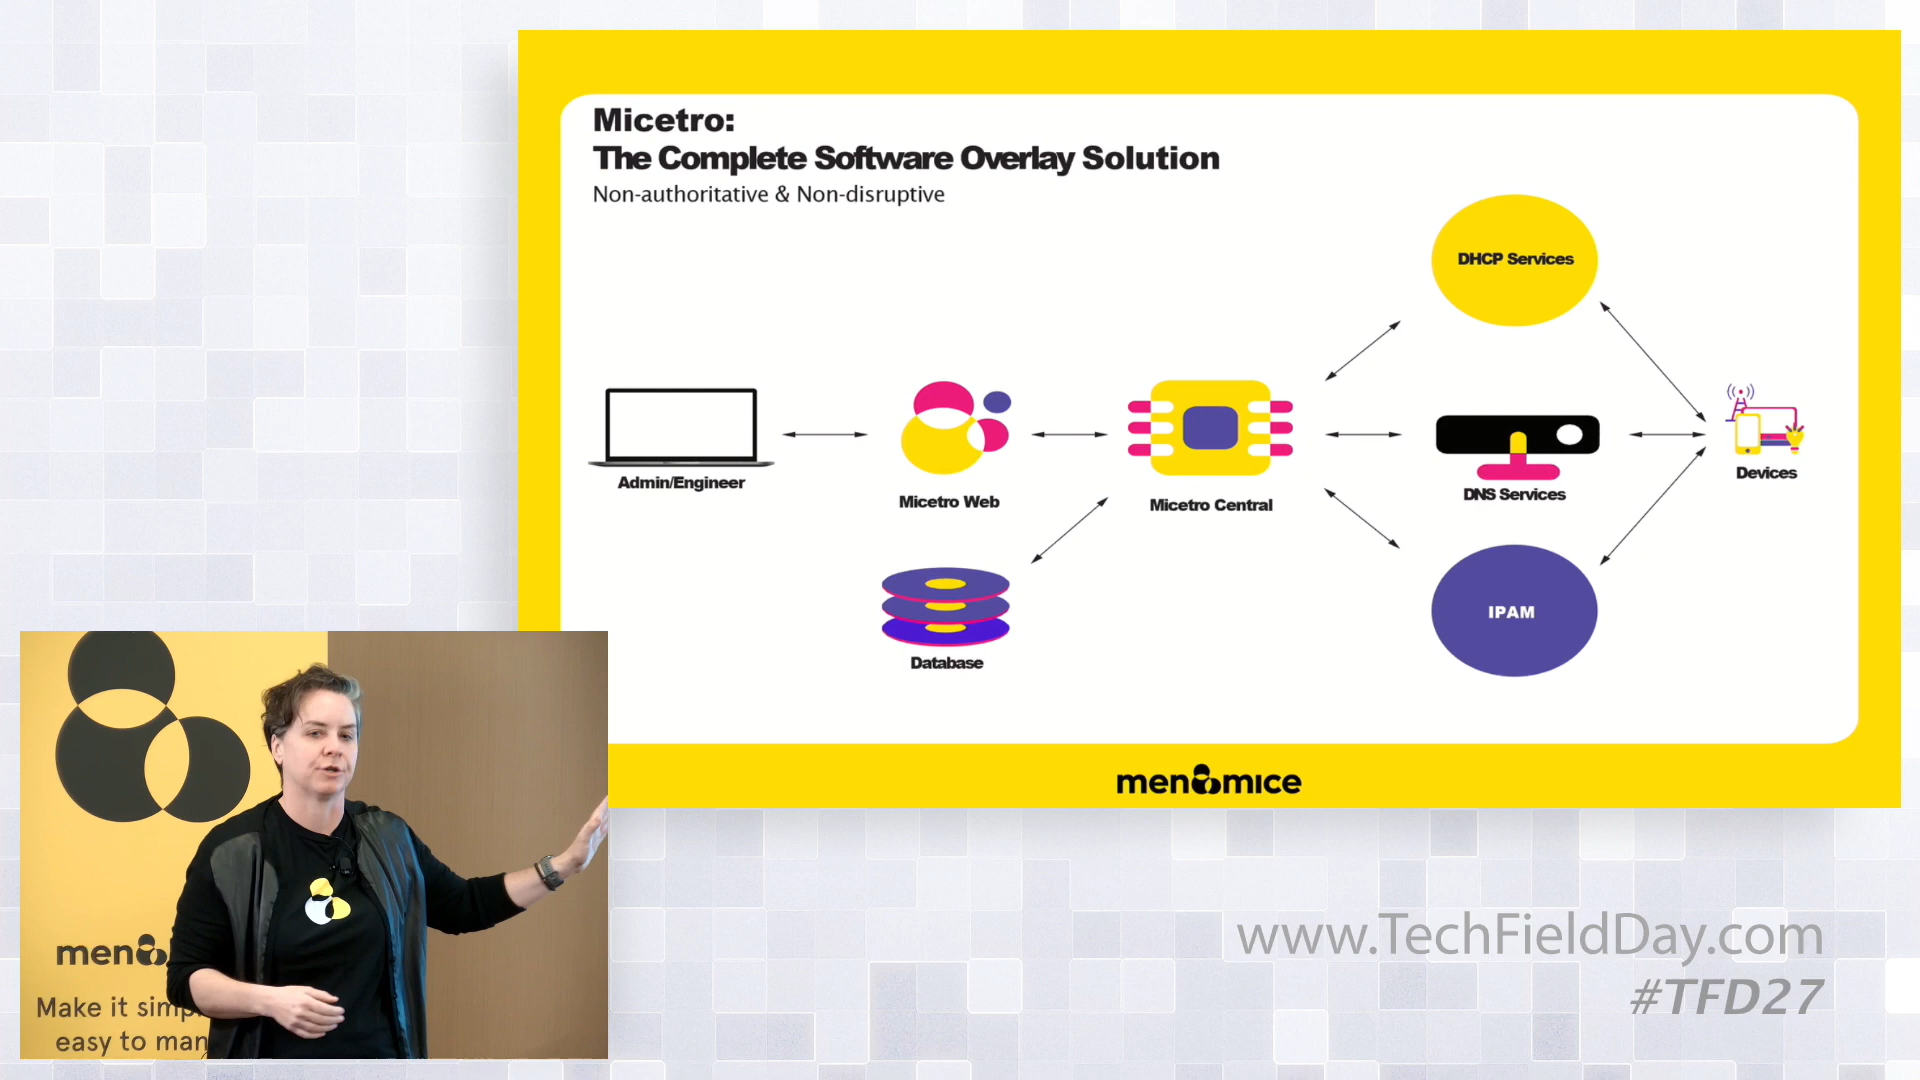 Micetro:
The Complete Software Overlay Solution
Non-authoritative & Non-disruptive
DHCP Services
Admin/Engineer
Micetro Web
Micetro Central
DNS Services
Devices
Database
IPAM
men&mice
men&
Make it simp
easy to man
www.TechFieldDay.com
#TFD27